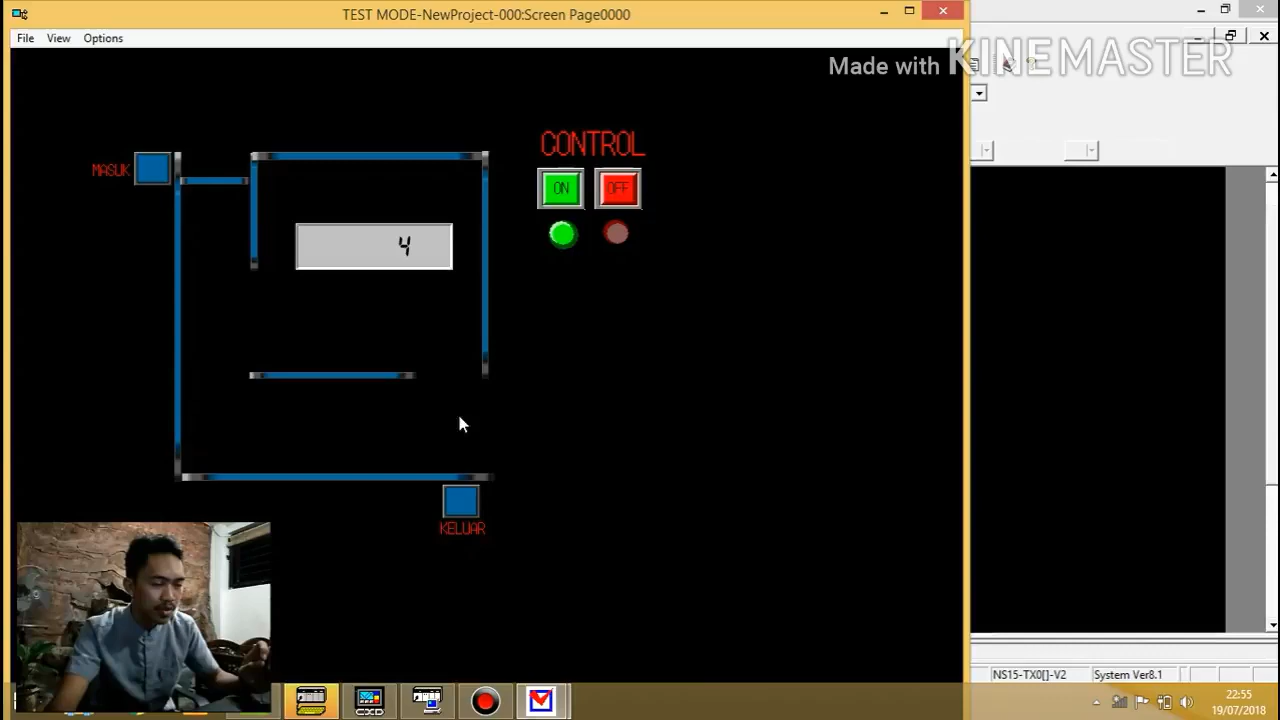 TEST MODE-NewProject-000:Screen Page0000
File View Options
Made with KINEMASTER
CONTROL
MASUK
ON OFF
4
KELUAR
NS15-TX0[]-V2 System Ver8.1
CXD
22:55
19/07/2018